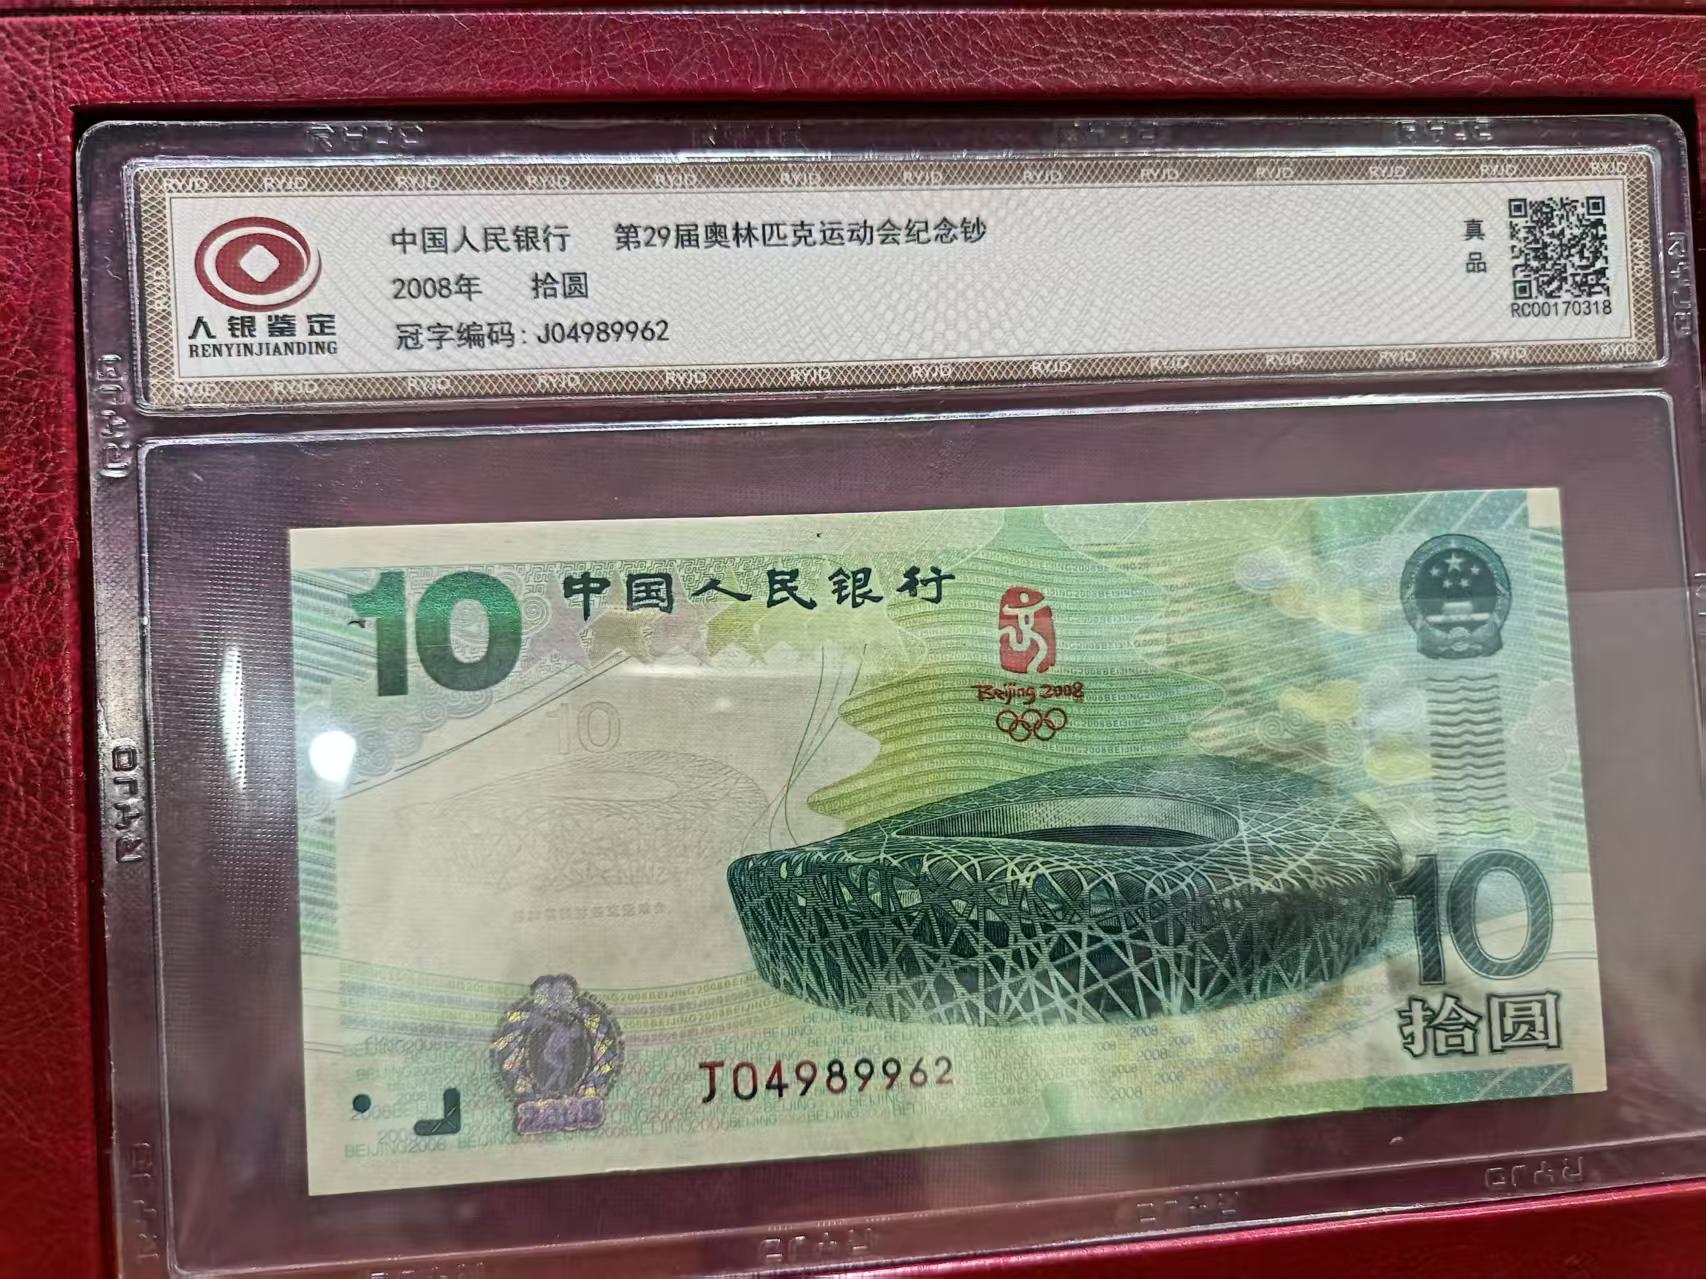 中国人民银行 第29届奥林匹克运动会纪念钞
2008年 拾圆
冠字编码:J04989962
真品
RC00170318
人银鉴定
RENYINJIANDING
RYJD
10 中国人民银行
Beijing 2008
10
10
拾圆
J04989962
2008